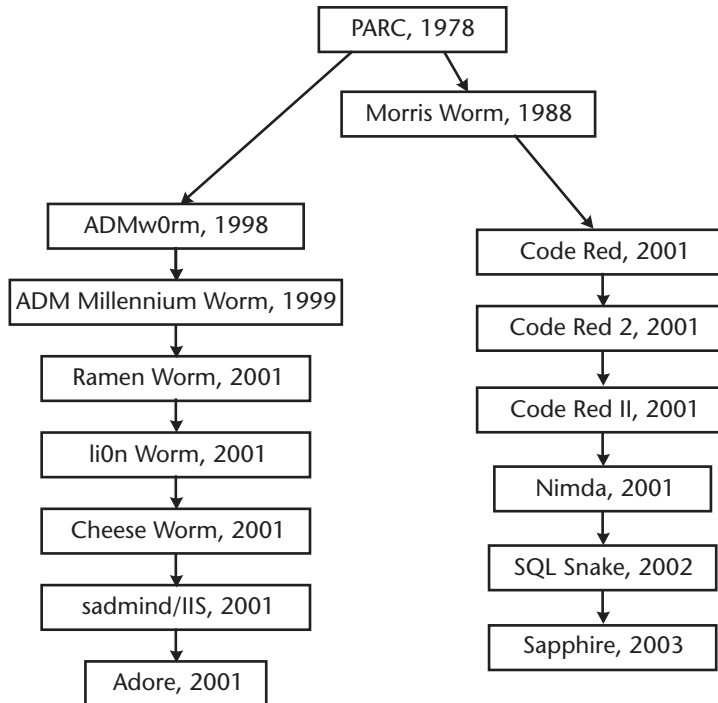 PARC, 1978
Morris Worm, 1988
ADMw0rm, 1998
ADM Millennium Worm, 1999
Ramen Worm, 2001
li0n Worm, 2001
Cheese Worm, 2001
sadmind/IIS, 2001
Adore, 2001
Code Red, 2001
Code Red 2, 2001
Code Red II, 2001
Nimda, 2001
SQL Snake, 2002
Sapphire, 2003